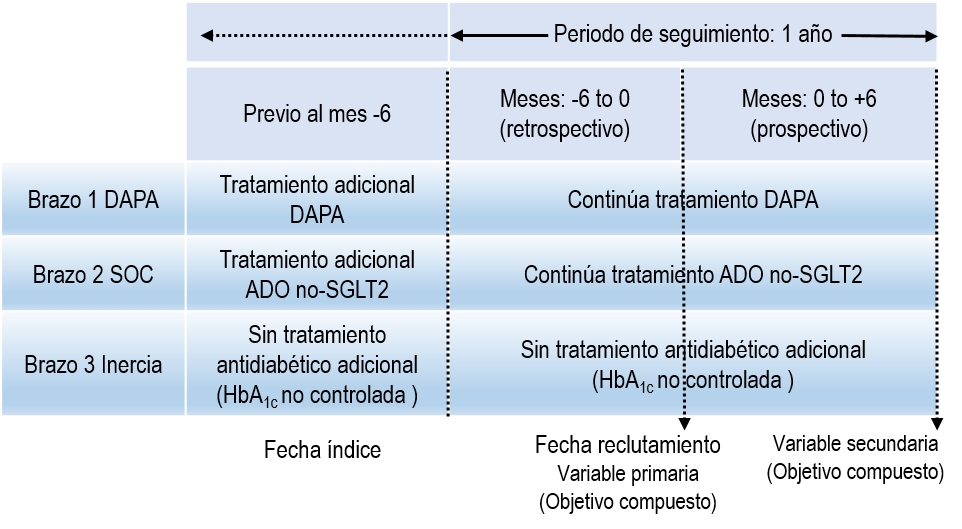 Periodo de seguimiento: 1 año
Previo al mes -6
Meses: -6 to 0
(retrospectivo)
Meses: 0 to +6
(prospectivo)
Brazo 1 DAPA
Tratamiento adicional
DAPA
Continúa tratamiento DAPA
Brazo 2 SOC
Tratamiento adicional
ADO no-SGLT2
Continúa tratamiento ADO no-SGLT2
Brazo 3 Inercia
Sin tratamiento
antidiabético adicional
(HbA1c no controlada )
Sin tratamiento antidiabético adicional
(HbA1c no controlada )
Fecha índice
Fecha reclutamiento
Variable primaria
(Objetivo compuesto)
Variable secundaria
(Objetivo compuesto)